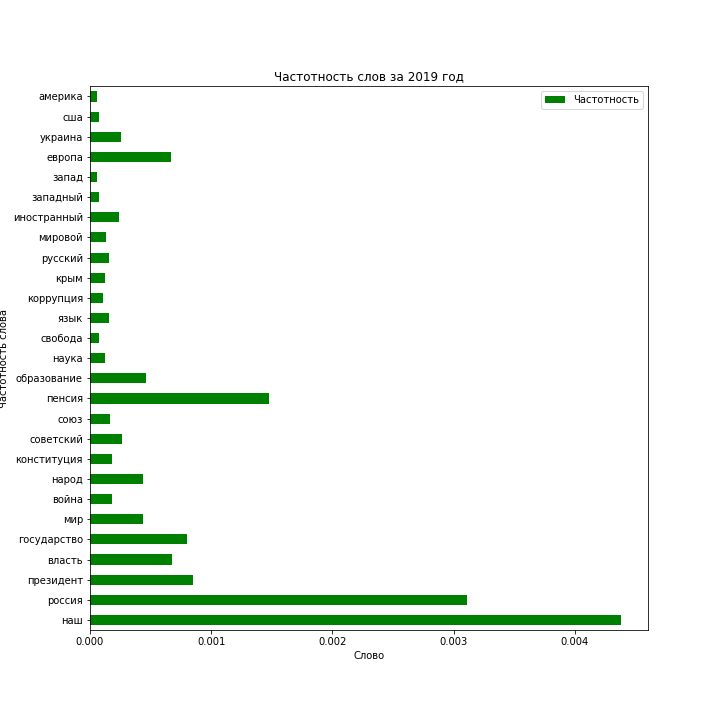 Частотность слов за 2019 год
Частотность
америка
сша
украина
европа
запад
западный
иностранный
мировой
русский
крым
коррупция
язык
свобода
наука
образование
пенсия
союз
советский
конституция
народ
война
мир
государство
власть
президент
россия
наш
Частотность слова
0.000 0.001 0.002 0.003 0.004
Слово